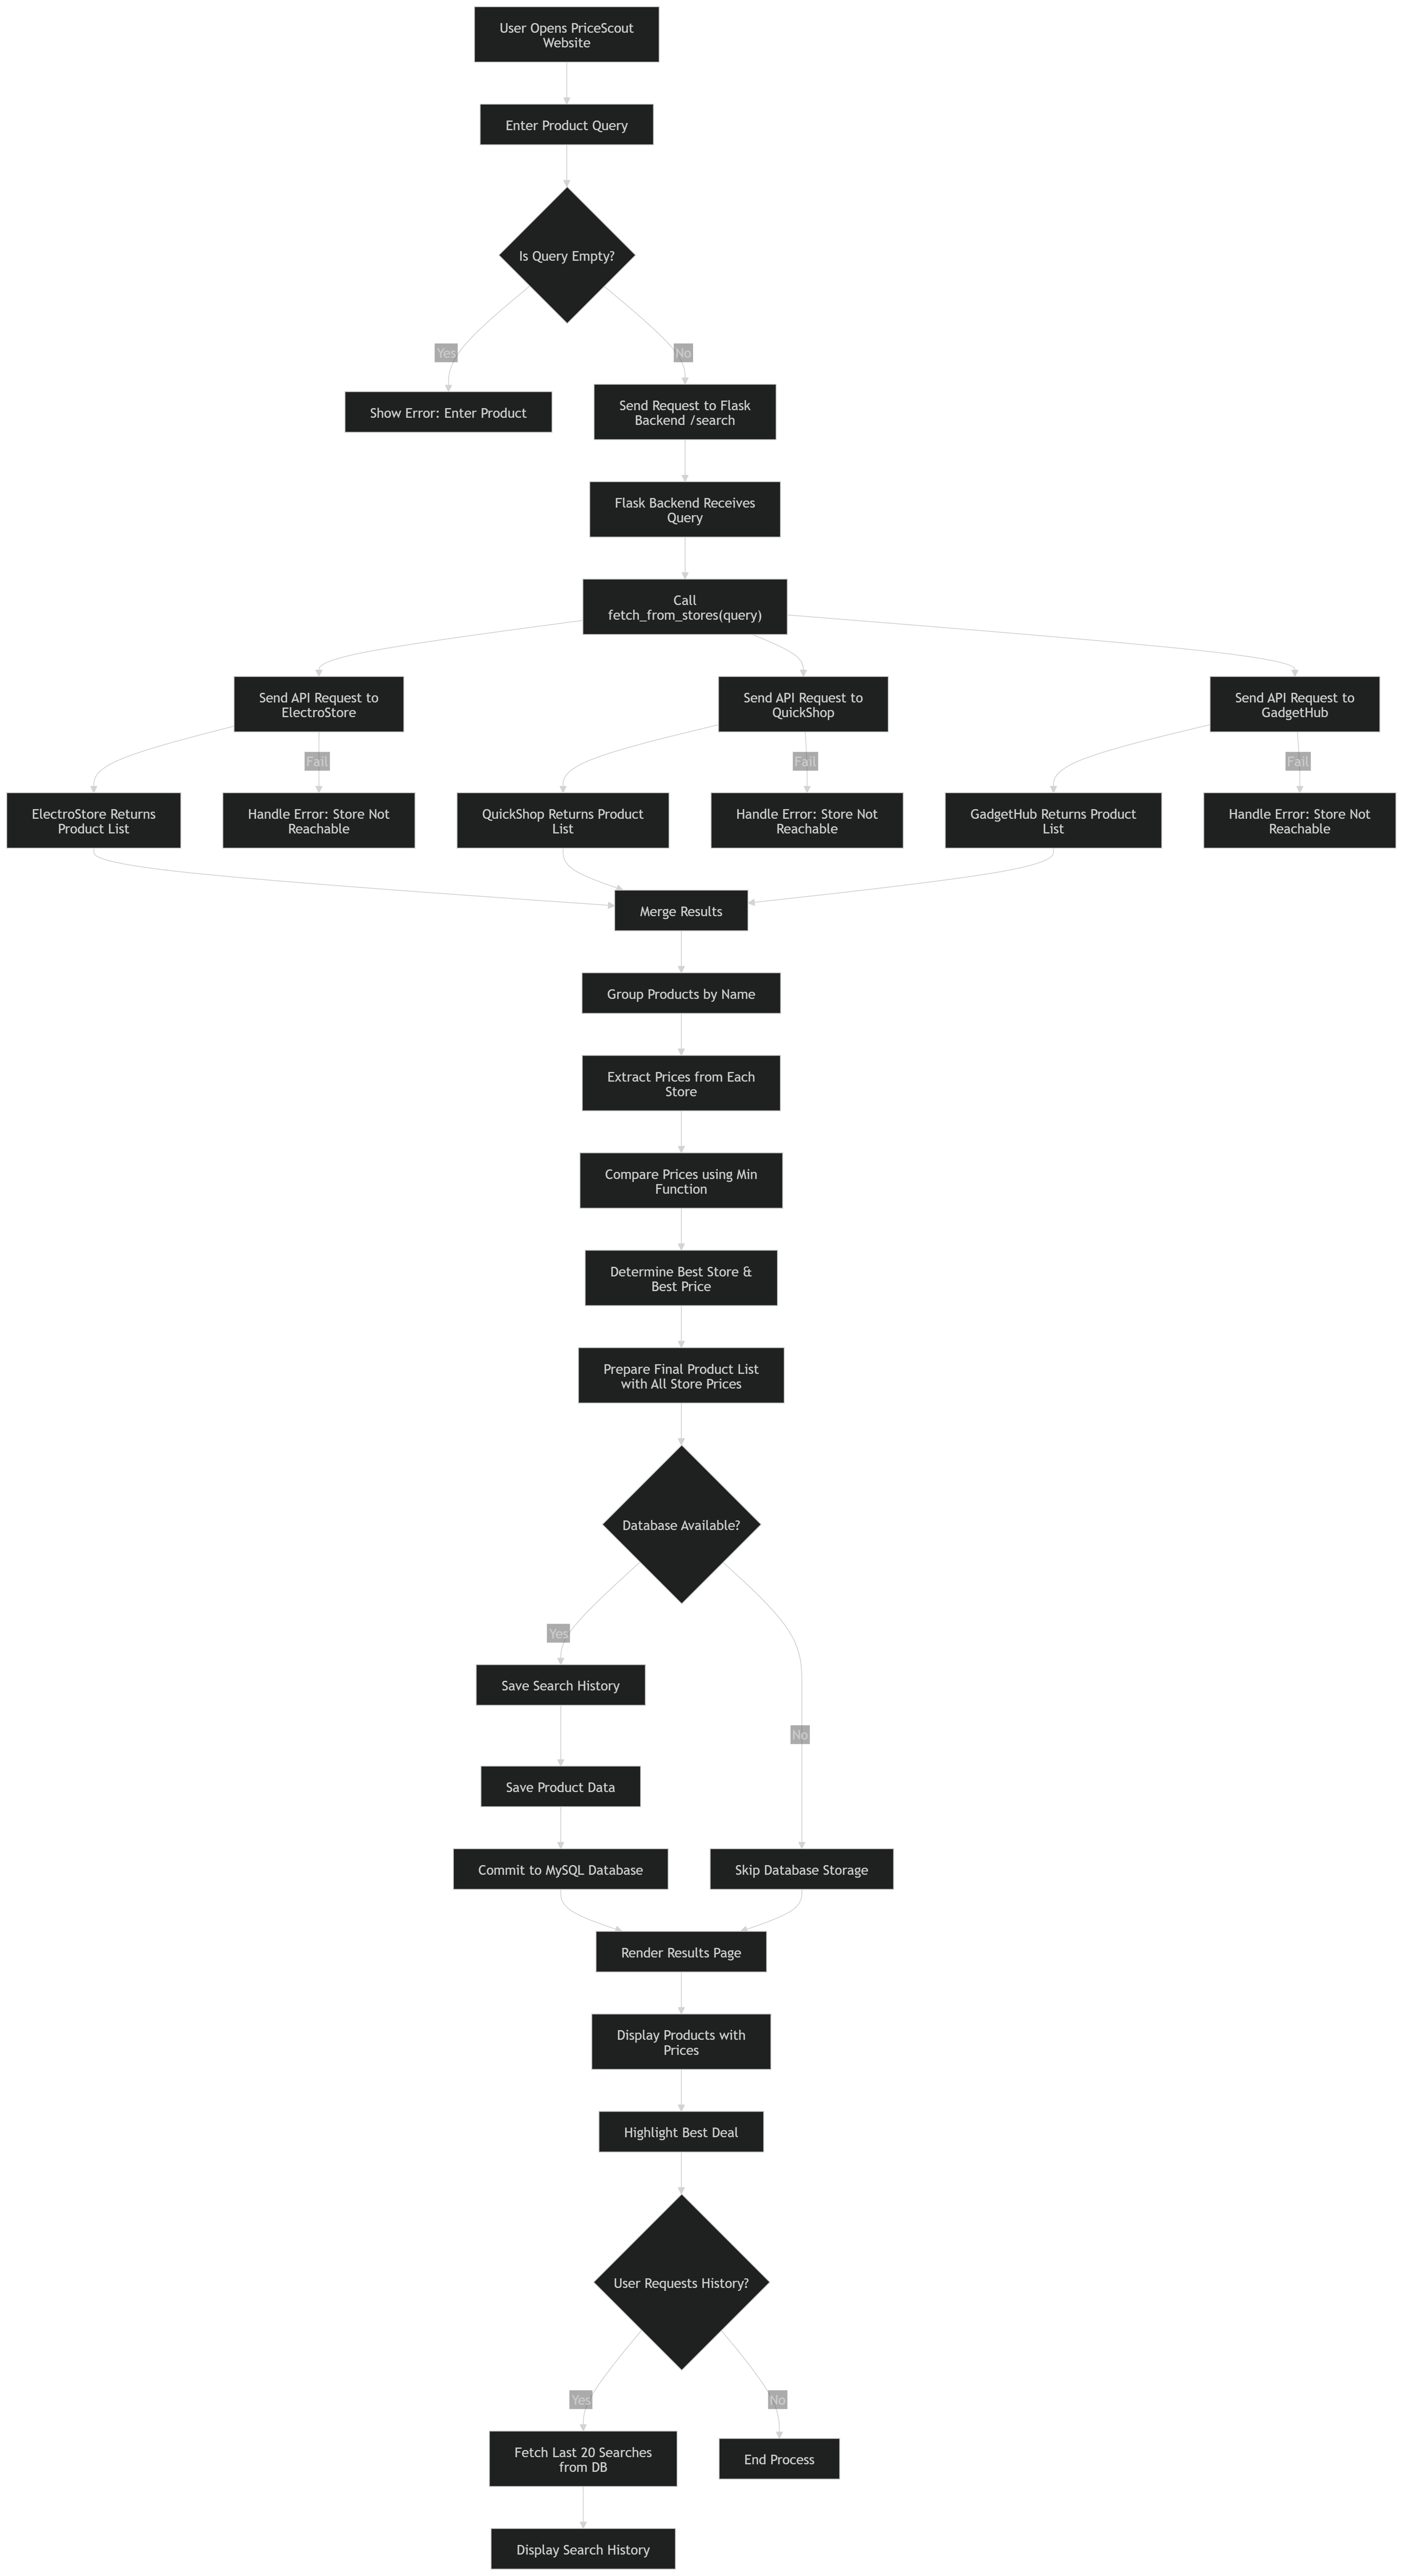 User Opens PriceScout
Website
Enter Product Query
Is Query Empty?
Yes
No
Show Error: Enter Product
Send Request to Flask
Backend /search
Flask Backend Receives
Query
Call
fetch_from_stores(query)
Send API Request to
ElectroStore
Send API Request to
QuickShop
Send API Request to
GadgetHub
Fail
Fail
Fail
ElectroStore Returns
Product List
Handle Error: Store Not
Reachable
QuickShop Returns Product
List
Handle Error: Store Not
Reachable
GadgetHub Returns Product
List
Handle Error: Store Not
Reachable
Merge Results
Group Products by Name
Extract Prices from Each
Store
Compare Prices using Min
Function
Determine Best Store &
Best Price
Prepare Final Product List
with All Store Prices
Database Available?
Yes
Save Search History
No
Save Product Data
Commit to MySQL Database
Skip Database Storage
Render Results Page
Display Products with
Prices
Highlight Best Deal
User Requests History?
Yes
No
Fetch Last 20 Searches
from DB
End Process
Display Search History